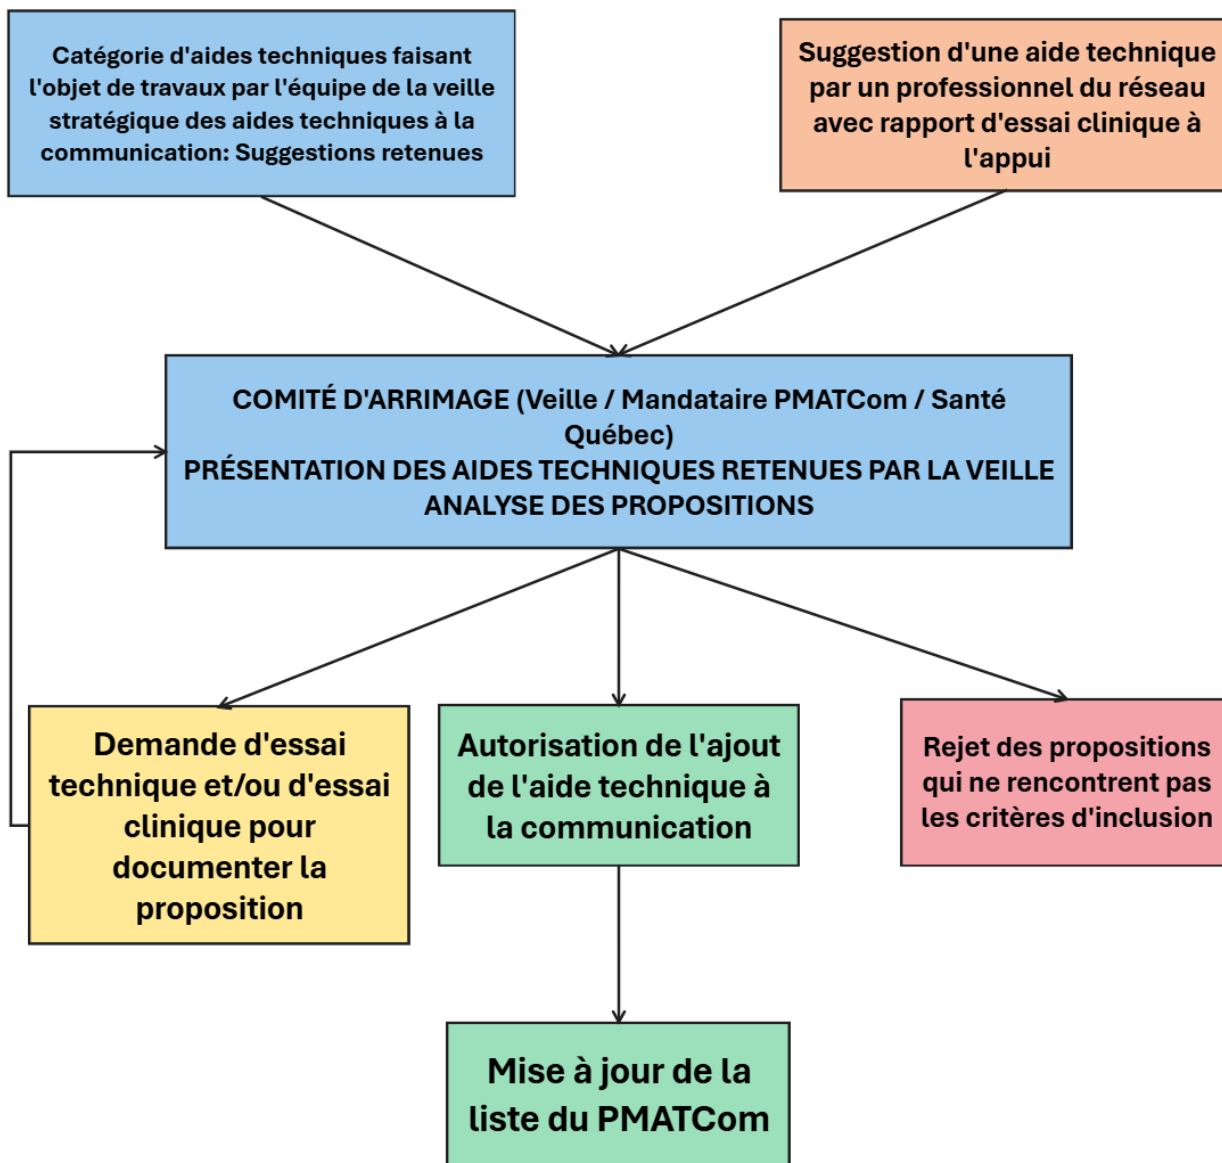 Catégorie d'aides techniques faisant
l'objet de travaux par l'équipe de la veille
stratégique des aides techniques à la
communication: Suggestions retenues
Suggestion d'une aide technique
par un professionnel du réseau
avec rapport d'essai clinique à
l'appui
COMITÉ D'ARRIMAGE (Veille / Mandataire PMATCom / Santé
Québec)
PRÉSENTATION DES AIDES TECHNIQUES RETENUES PAR LA VEILLE
ANALYSE DES PROPOSITIONS
Demande d'essai
technique et/ou d'essai
clinique pour
documenter la
proposition
Autorisation de l'ajout
de l'aide technique à
la communication
Rejet des propositions
qui ne rencontrent pas
les critères d'inclusion
Mise à jour de la
liste du PMATCom